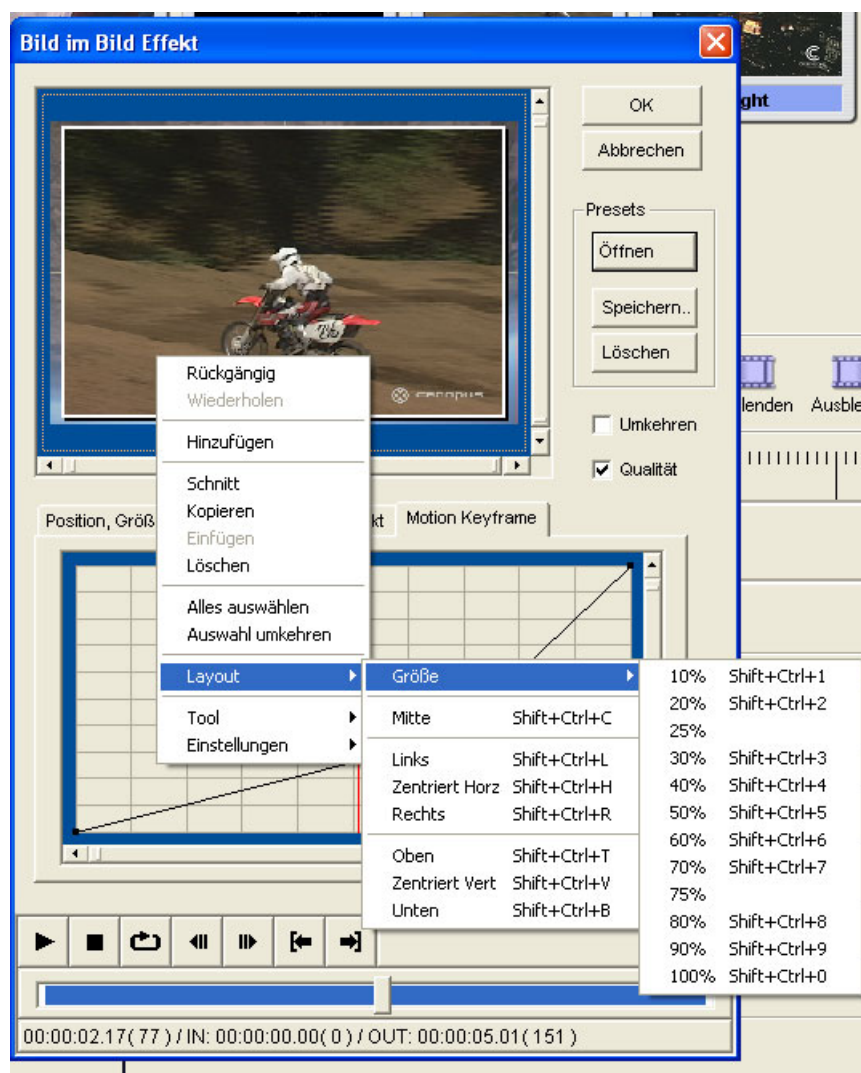 Bild im Bild Effekt
ght
OK
Abbrechen
Presets
Öffnen
Speichern..
Löschen
Umkehren
Qualität
canopus
lenden Ausble
Rückgängig
Wiederholen
Hinzufügen
Schnitt
Kopieren
Einfügen
Löschen
Alles auswählen
Auswahl umkehren
Layout
Tool
Einstellungen
Position, Größ
kt
Motion Keyframe
Größe
Mitte Shift+Ctrl+C
Links Shift+Ctrl+L
Zentriert Horz Shift+Ctrl+H
Rechts Shift+Ctrl+R
Oben Shift+Ctrl+T
Zentriert Vert Shift+Ctrl+V
Unten Shift+Ctrl+B
10% Shift+Ctrl+1
20% Shift+Ctrl+2
25%
30% Shift+Ctrl+3
40% Shift+Ctrl+4
50% Shift+Ctrl+5
60% Shift+Ctrl+6
70% Shift+Ctrl+7
75%
80% Shift+Ctrl+8
90% Shift+Ctrl+9
100% Shift+Ctrl+0
00:00:02.17( 77 ) / IN: 00:00:00.00( 0 ) / OUT: 00:00:05.01( 151 )